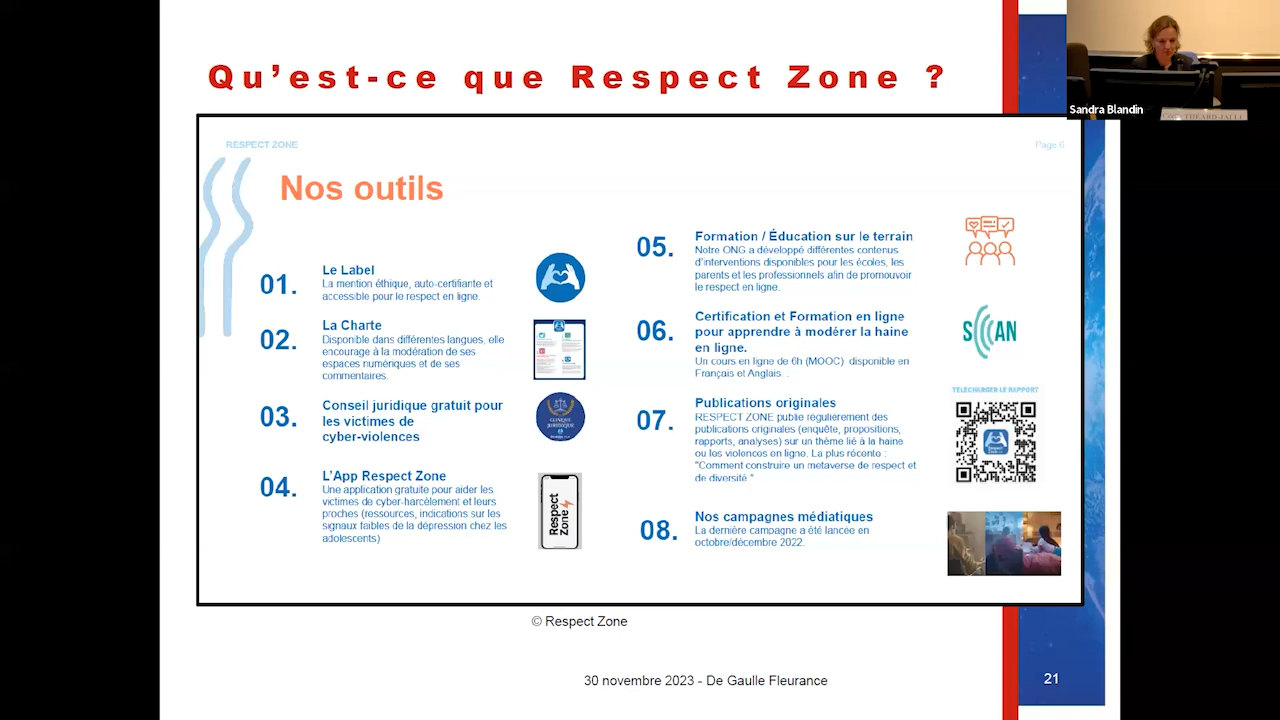 Qu'est-ce que Respect Zone ?
Sandra Blandin
RESPECT ZONE
Page 6
Nos outils
01.
Le Label
La mention éthique, auto-certifiante et
accessible pour le respect en ligne.
02.
La Charte
Disponible dans différentes langues, elle
encourage à la modération de ses
espaces numériques et de ses
commentaires.
03.
Conseil juridique gratuit pour
les victimes de
cyber-violences
04.
L'App Respect Zone
Une application gratuite pour aider les
victimes de cyber-harcèlement et leurs
proches (ressources, indications sur les
signaux faibles de la dépression chez les
adolescents)
Respect
Zone
05.
Formation / Éducation sur le terrain
Notre ONG a développé différentes contenus
d'interventions disponibles pour les écoles, les
parents et les professionnels afin de promouvoir
le respect en ligne.
06.
Certification et Formation en ligne
pour apprendre à modérer la haine
en ligne.
Un cours en ligne de 6h (MOOC) disponible en
Français et Anglais .
SCAN
07.
Publications originales
RESPECT ZONE publie régulièrement des
publications originales (enquête, propositions,
rapports, analyses) sur un thème lié à la haine
ou les violences en ligne. La plus récente :
"Comment construire un metaverse de respect et
de diversité "
TÉLÉCHARGER LE RAPPORT
08.
Nos campagnes médiatiques
La dernière campagne a été lancée en
octobre/décembre 2022.
© Respect Zone
30 novembre 2023 - De Gaulle Fleurance
21